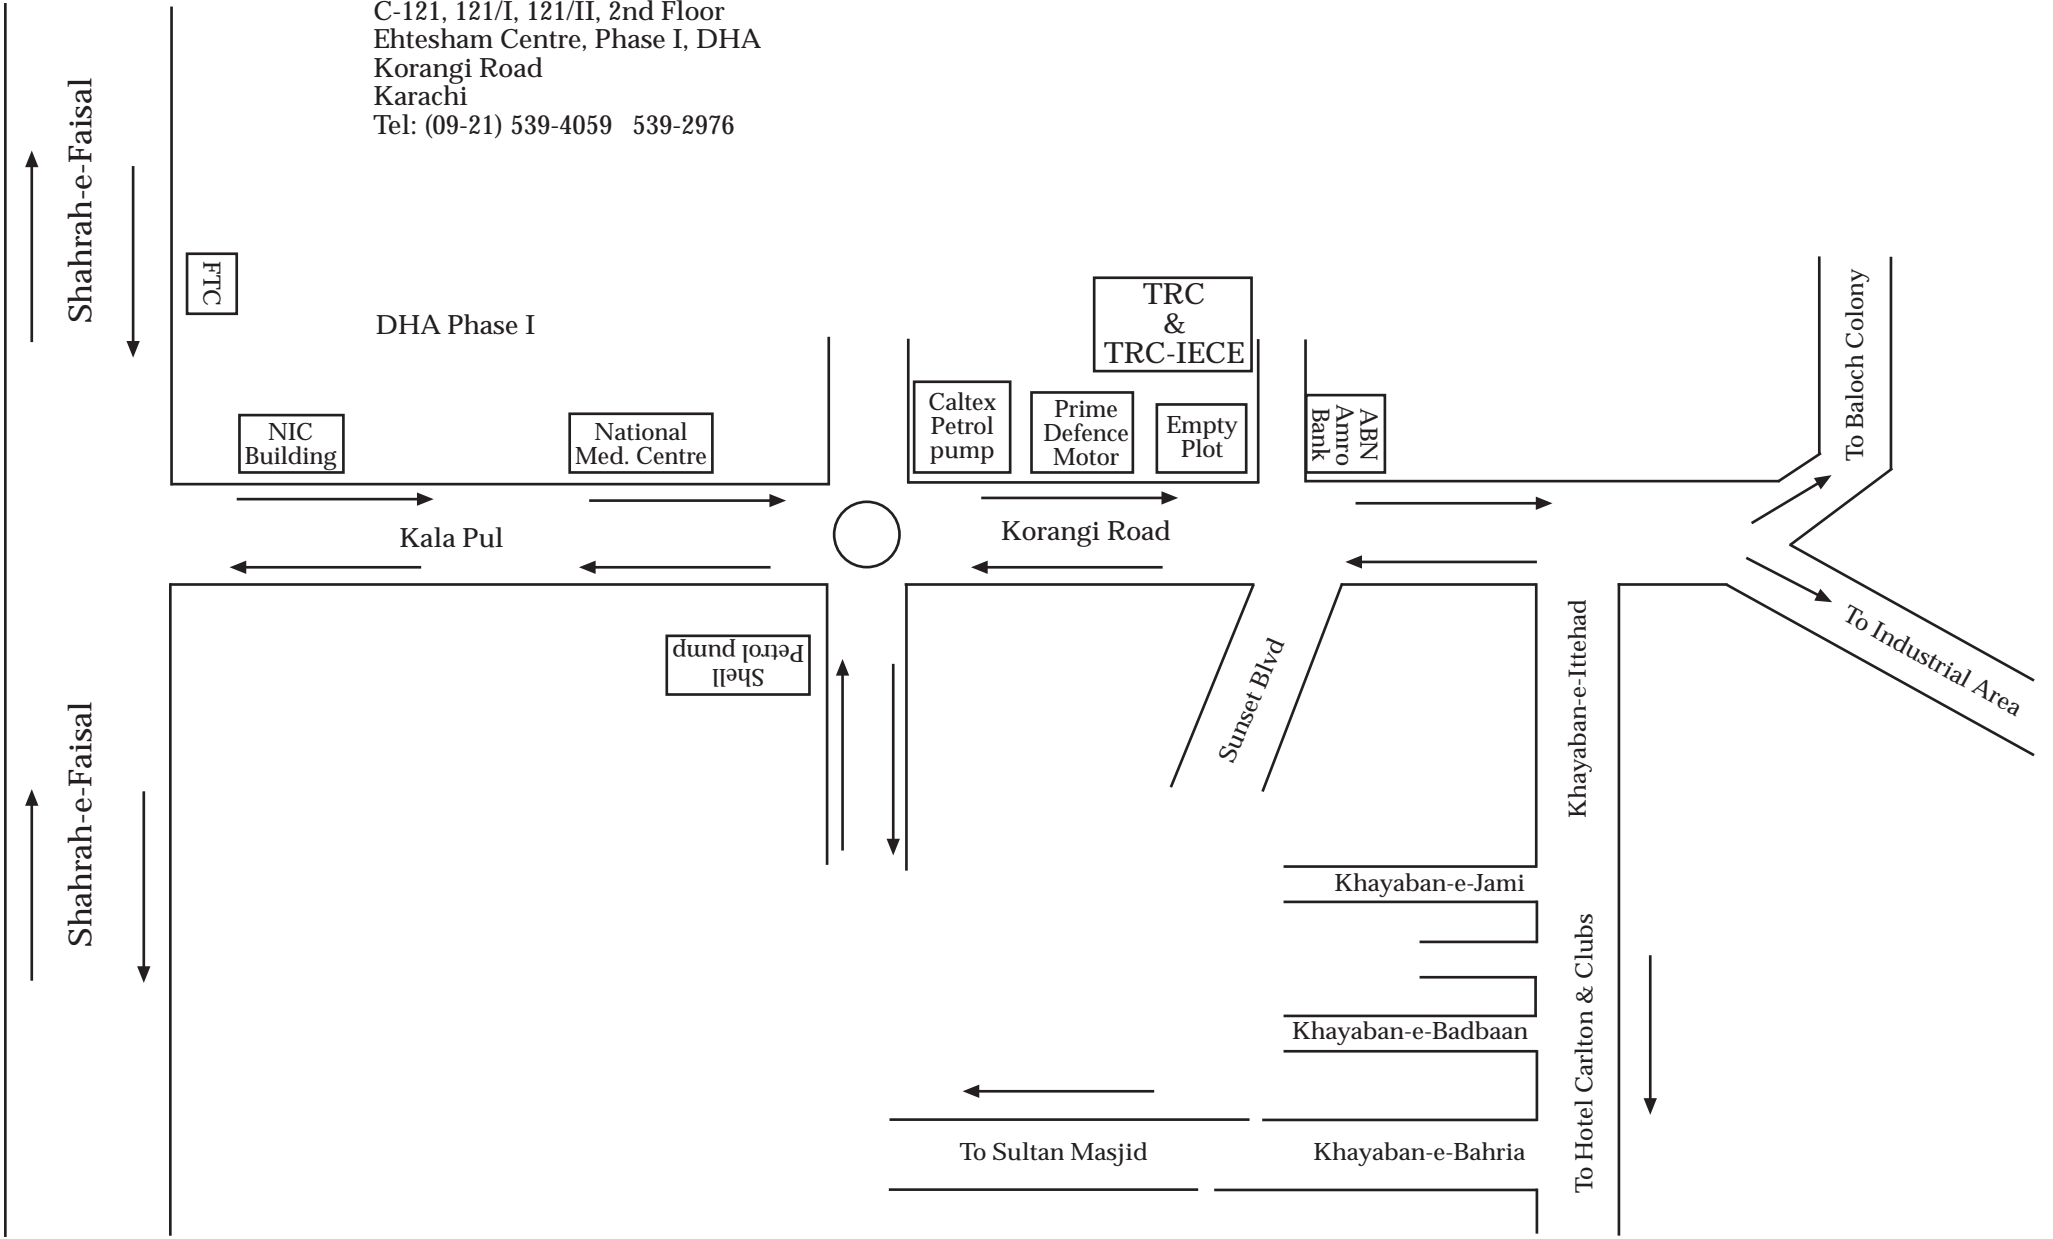 C-121, 121/I, 121/II, 2nd Floor
Ehtesham Centre, Phase I, DHA
Korangi Road
Karachi
Tel: (09-21) 539-4059 539-2976
Shahrah-e-Faisal
FTC
DHA Phase I
TRC
&
TRC-IECE
To Baloch Colony
NIC
Building
National
Med. Centre
Caltex
Petrol
pump
Prime
Defence
Motor
Empty
Plot
ABN
Amro
Bank
Kala Pul
Korangi Road
Shell
Petrol pump
Sunset Blvd
Khayaban-e-Ittehad
To Industrial Area
Shahrah-e-Faisal
Khayaban-e-Jami
Khayaban-e-Badbaan
To Hotel Carlton & Clubs
To Sultan Masjid
Khayaban-e-Bahria